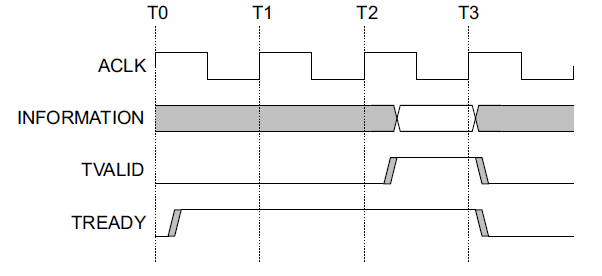 T0 T1 T2 T3
ACLK
INFORMATION
TVALID
TREADY